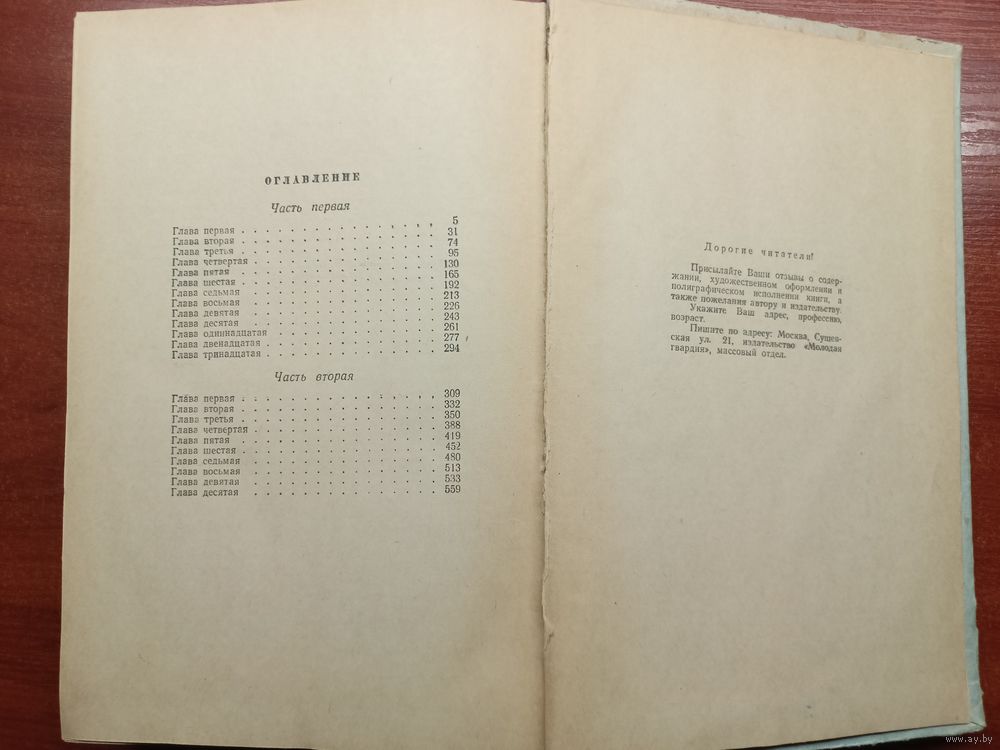 ОГЛАВЛЕНИЕ
Часть первая
Глава первая . . . . . . . . . . . . . . . . 5
Глава вторая . . . . . . . . . . . . . . . . 31
Глава третья . . . . . . . . . . . . . . . . 74
Глава четвертая . . . . . . . . . . . . . . . 95
Глава пятая . . . . . . . . . . . . . . . . 130
Глава шестая . . . . . . . . . . . . . . . . 165
Глава седьмая . . . . . . . . . . . . . . . 192
Глава восьмая . . . . . . . . . . . . . . . 213
Глава девятая . . . . . . . . . . . . . . . 226
Глава десятая . . . . . . . . . . . . . . . 243
Глава одиннадцатая . . . . . . . . . . . . . 261
Глава двенадцатая . . . . . . . . . . . . . . 277
Глава тринадцатая . . . . . . . . . . . . . . 294
Часть вторая
Глава первая . . . . . . . . . . . . . . . . 309
Глава вторая . . . . . . . . . . . . . . . . 332
Глава третья . . . . . . . . . . . . . . . . 350
Глава четвертая . . . . . . . . . . . . . . . 388
Глава пятая . . . . . . . . . . . . . . . . 419
Глава шестая . . . . . . . . . . . . . . . . 452
Глава седьмая . . . . . . . . . . . . . . . 480
Глава восьмая . . . . . . . . . . . . . . . 513
Глава девятая . . . . . . . . . . . . . . . 533
Глава десятая . . . . . . . . . . . . . . . 559
Дорогие читатели!
Присылайте Ваши отзывы о содер-
жании, художественном оформлении и
полиграфическом исполнении книги, а
также пожелания автору и издательству.
Укажите Ваш адрес, профессию,
возраст.
Пишите по адресу: Москва, Сущев-
ская ул. 21, издательство «Молодая
гвардия», массовый отдел.
www.ay.by